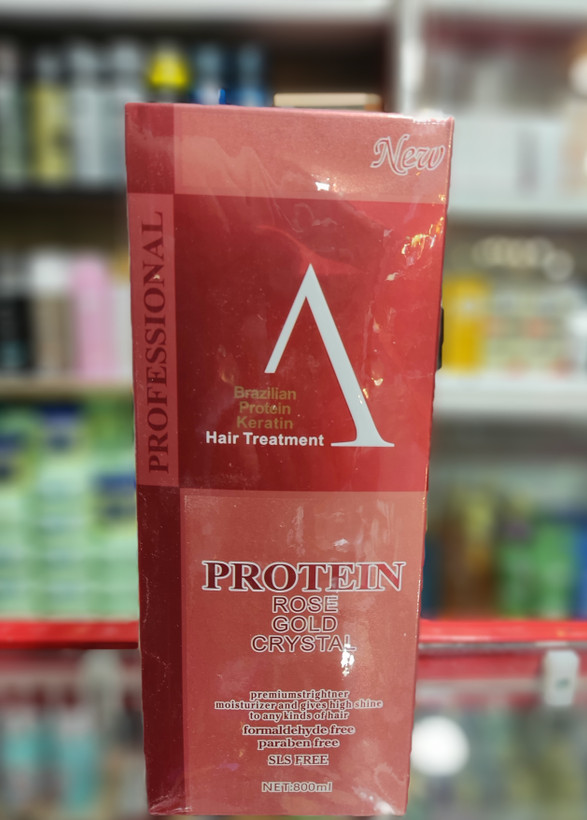 New
PROFESSIONAL
Λ
Brazilian
Protein
Keratin
Hair Treatment
PROTEIN
ROSE
GOLD
CRYSTAL
premiumstrightner
moisturizer and gives high shine
to any kinds of hair
formaldehyde free
paraben free
SLS FREE
NET:800ml